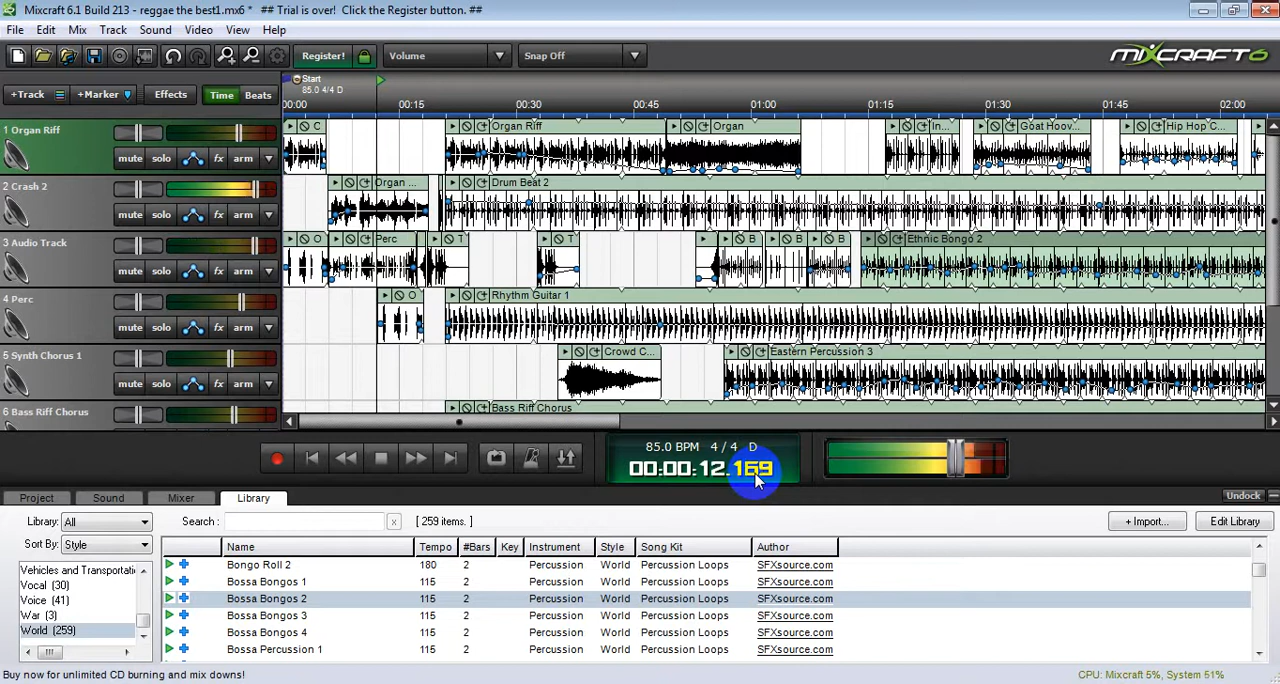 Mixcraft 6.1 Build 213 - reggae the best1.mx6 * ## Trial is over! Click the Register button. ##
File Edit Mix Track Sound Video View Help
Register! Volume Snap Off MIXCRAFT6
+Track +Marker Effects Time Beats
Start
85.0 4/4 D
00:00 00:15 00:30 00:45 01:00 01:15 01:30 01:45 02:00
1 Organ Riff C Organ Riff Organ In... Goat Hoov... Hip Hop C...
mute solo fx arm
2 Crash 2 Organ ... Drum Beat 2
mute solo fx arm
3 Audio Track O Perc T T B B B Ethnic Bongo 2
mute solo fx arm
4 Perc O Rhythm Guitar 1
mute solo fx arm
5 Synth Chorus 1 Crowd C... Eastern Percussion 3
mute solo fx arm
6 Bass Riff Chorus Bass Riff Chorus
85.0 BPM 4 / 4 D
00:00:12.169
Project Sound Mixer Library Undock
Library: All Search : x [ 259 items. ] + Import... Edit Library
Sort By: Style
Name Tempo #Bars Key Instrument Style Song Kit Author
Vehicles and Transportati
Vocal (30)
Voice (41)
War (3)
World (259)
Bongo Roll 2 180 2 Percussion World Percussion Loops SFXsource.com
Bossa Bongos 1 115 2 Percussion World Percussion Loops SFXsource.com
Bossa Bongos 2 115 2 Percussion World Percussion Loops SFXsource.com
Bossa Bongos 3 115 2 Percussion World Percussion Loops SFXsource.com
Bossa Bongos 4 115 2 Percussion World Percussion Loops SFXsource.com
Bossa Percussion 1 115 2 Percussion World Percussion Loops SFXsource.com
Buy now for unlimited CD burning and mix downs! CPU: Mixcraft 5%, System 51%